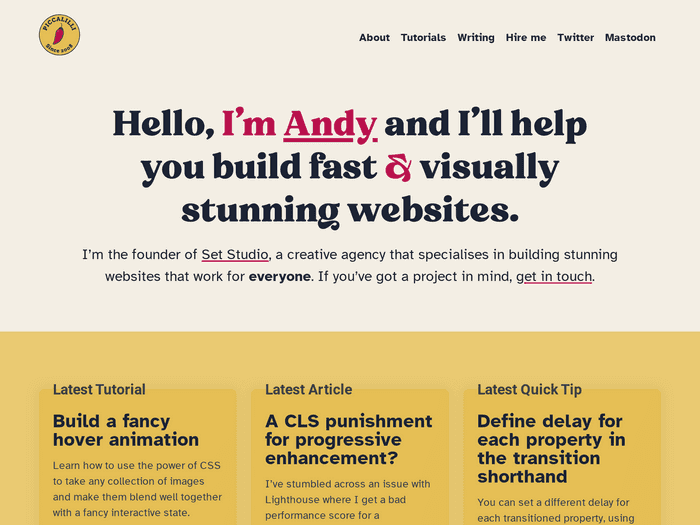 PICCALILLI
Since 2008
About Tutorials Writing Hire me Twitter Mastodon
Hello, I’m Andy and I’ll help
you build fast & visually
stunning websites.
I’m the founder of Set Studio, a creative agency that specialises in building stunning
websites that work for everyone. If you’ve got a project in mind, get in touch.
Latest Tutorial
Build a fancy
hover animation
Learn how to use the power of CSS
to take any collection of images
and make them blend well together
with a fancy interactive state.
Latest Article
A CLS punishment
for progressive
enhancement?
I’ve stumbled across an issue with
Lighthouse where I get a bad
performance score for a
Latest Quick Tip
Define delay for
each property in
the transition
shorthand
You can set a different delay for
each transitioned property, using